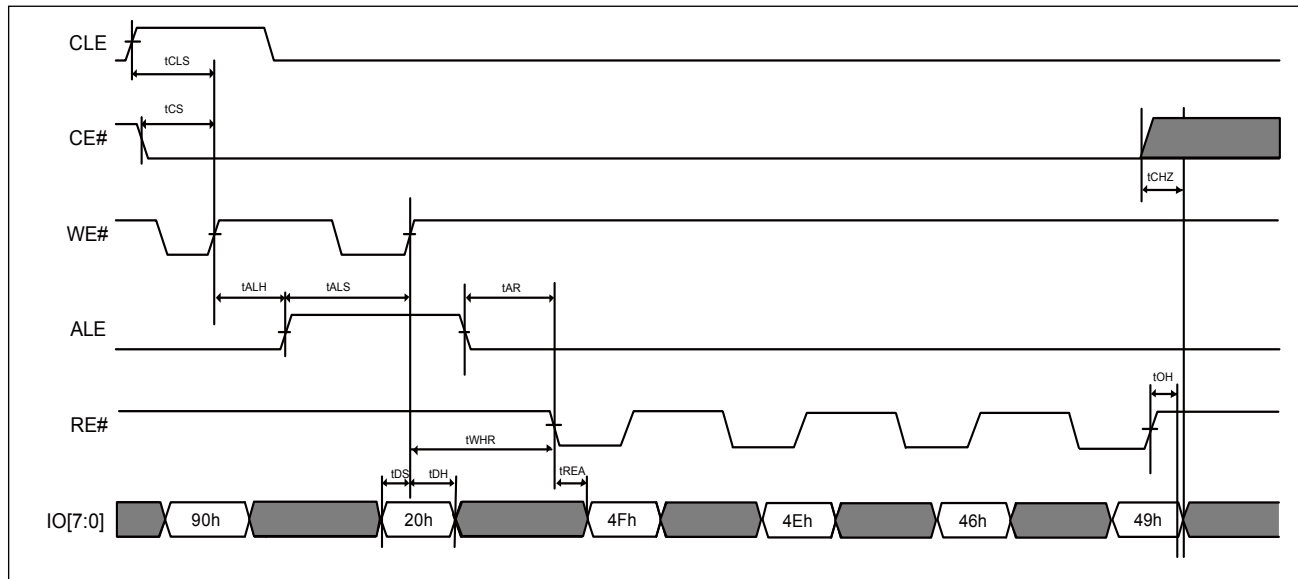 CLE
tCLS
tCS
CE#
tCHZ
WE#
tALH
tALS
tAR
ALE
tOH
RE#
tWHR
tDS
tDH
tREA
IO[7:0]
90h
20h
4Fh
4Eh
46h
49h